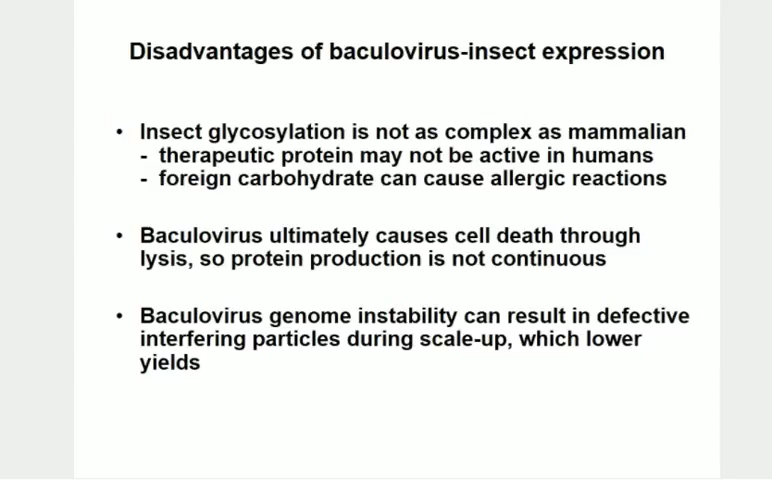 Disadvantages of baculovirus-insect expression
• Insect glycosylation is not as complex as mammalian
- therapeutic protein may not be active in humans
- foreign carbohydrate can cause allergic reactions
• Baculovirus ultimately causes cell death through
lysis, so protein production is not continuous
• Baculovirus genome instability can result in defective
interfering particles during scale-up, which lower
yields